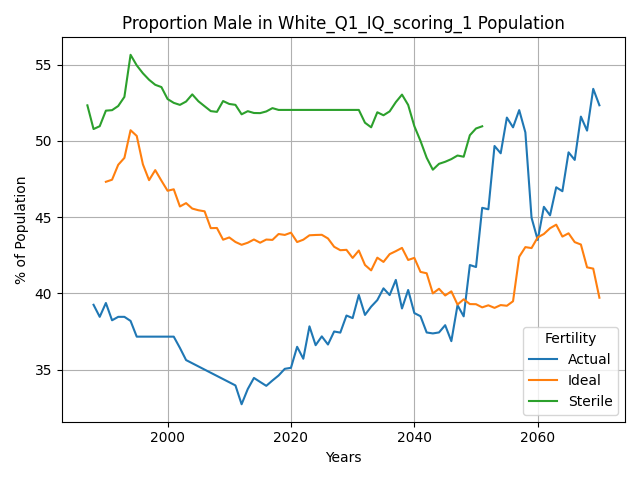 Proportion Male in White_Q1_IQ_scoring_1 Population
% of Population
55
50
45
40
35
2000
2020
2040
2060
Years
Fertility
Actual
Ideal
Sterile